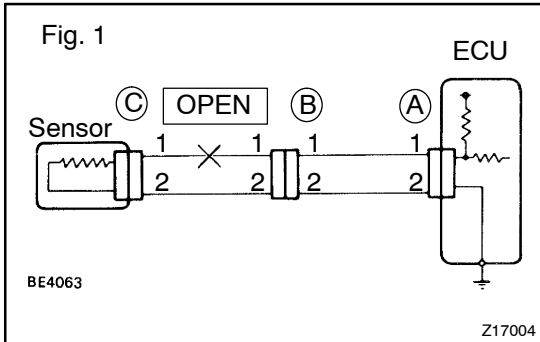 Fig. 1
ECU
C OPEN B A
Sensor
1 1 1 1
2 2 2 2
BE4063
Z17004